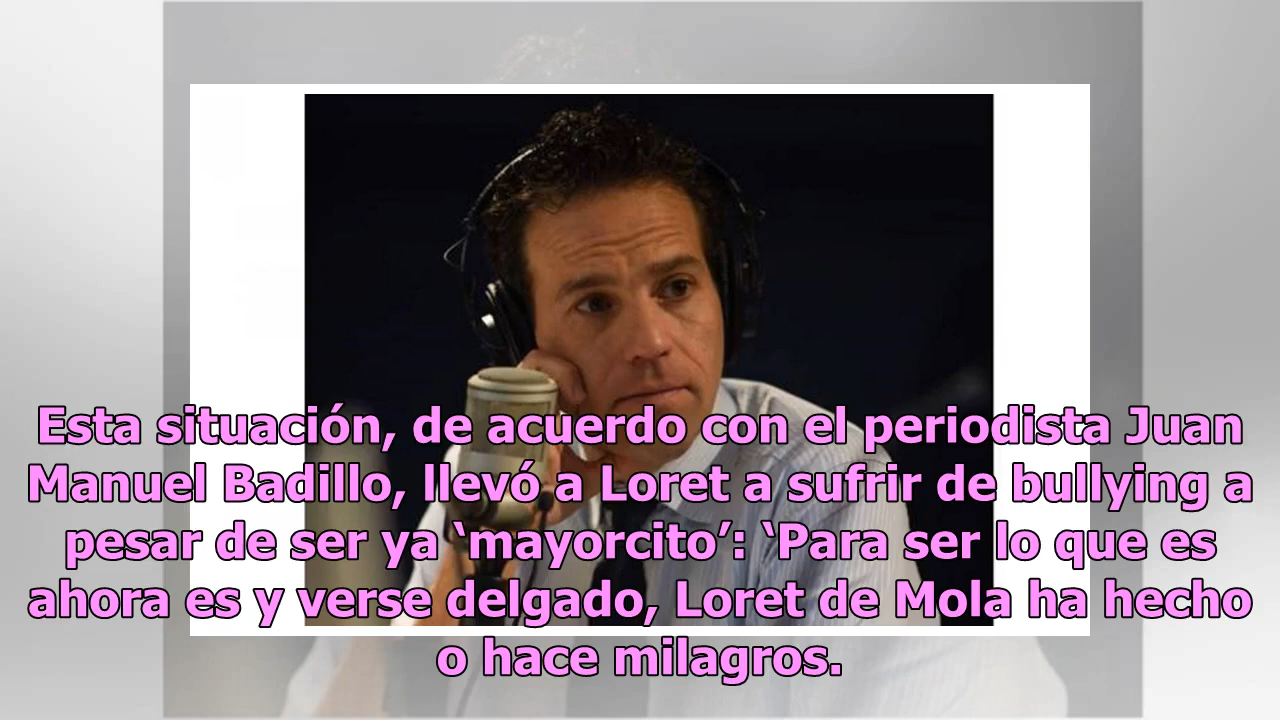 Esta situación, de acuerdo con el periodista Juan
Manuel Badillo, llevó a Loret a sufrir de bullying a
pesar de ser ya ‘mayorcito’: ‘Para ser lo que es
ahora es y verse delgado, Loret de Mola ha hecho
o hace milagros.